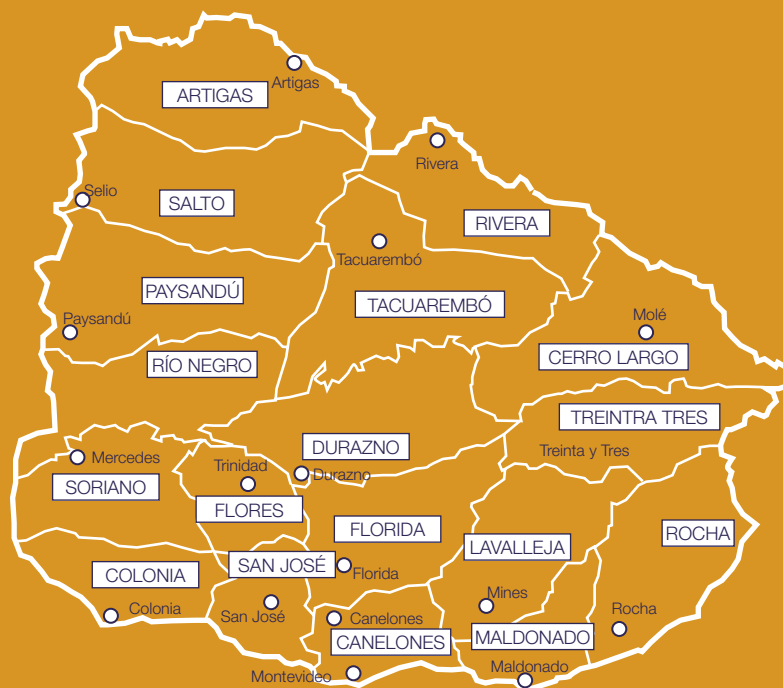 Artigas
ARTIGAS
Rivera
Selio
SALTO
RIVERA
Tacuarembó
PAYSANDÚ
TACUAREMBÓ
Paysandú
Molé
RÍO NEGRO
CERRO LARGO
TREINTRA TRES
DURAZNO
Treinta y Tres
Mercedes
Trinidad
Durazno
SORIANO
FLORES
FLORIDA
ROCHA
LAVALLEJA
SAN JOSÉ
COLONIA
Florida
Mines
Colonia
San José
Canelones
Rocha
CANELONES
MALDONADO
Maldonado
Montevideo